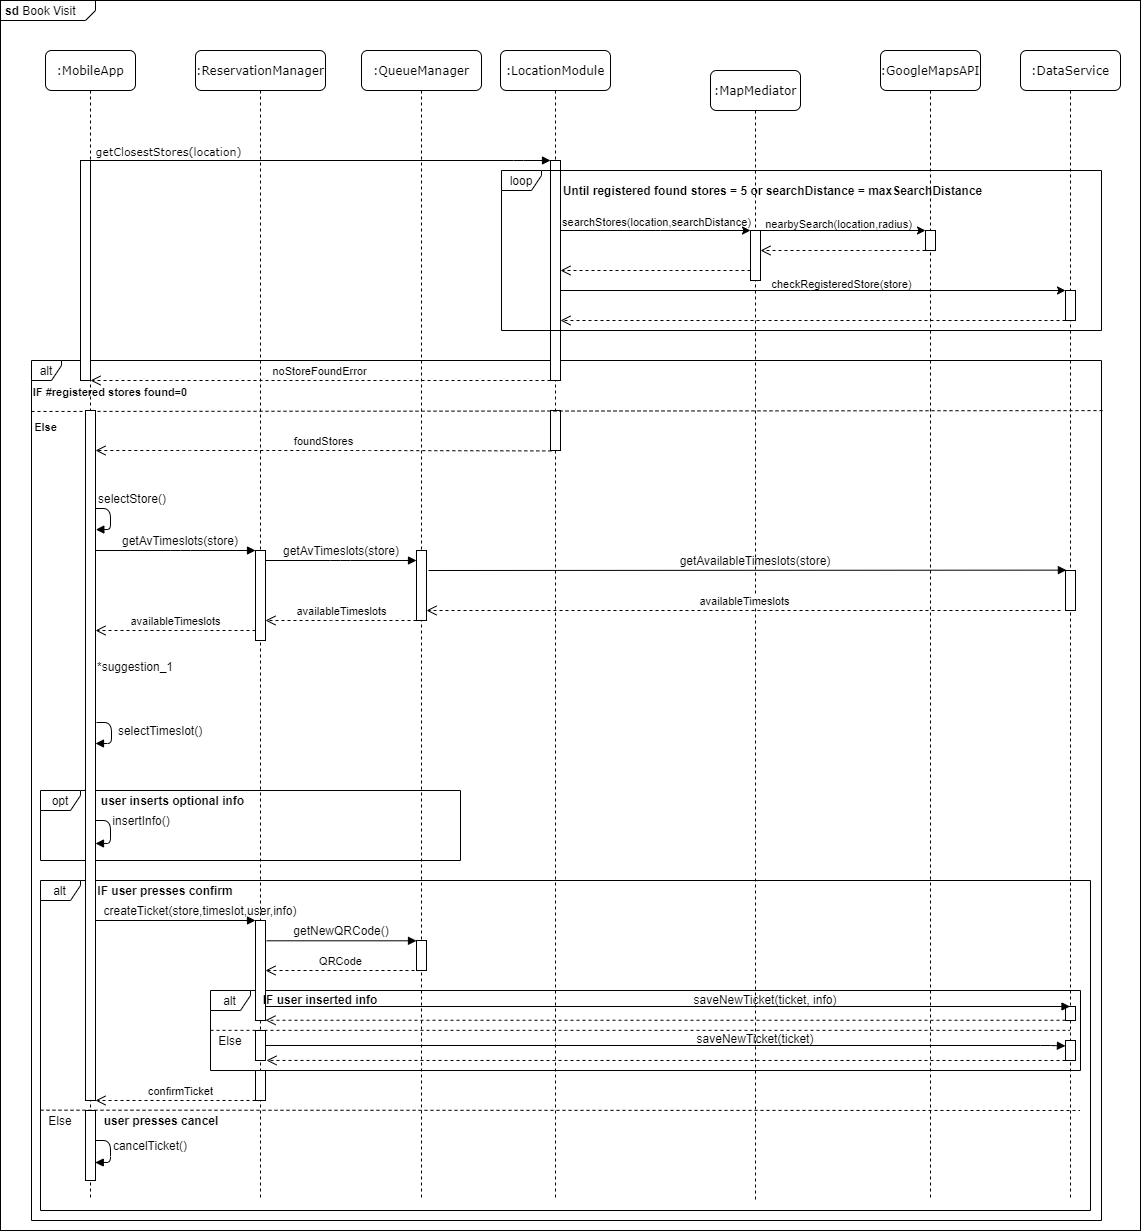 sd Book Visit
:MobileApp
:ReservationManager
:QueueManager
:LocationModule
:MapMediator
:GoogleMapsAPI
:DataService
getClosestStores(location)
loop
Until registered found stores = 5 or searchDistance = maxSearchDistance
searchStores(location,searchDistance)
nearbySearch(location,radius)
checkRegisteredStore(store)
alt
noStoreFoundError
IF #registered stores found=0
Else
foundStores
selectStore()
getAvTimeslots(store)
getAvTimeslots(store)
getAvailableTimeslots(store)
availableTimeslots
availableTimeslots
availableTimeslots
*suggestion_1
selectTimeslot()
opt
user inserts optional info
insertInfo()
alt
IF user presses confirm
createTicket(store,timeslot,user,info)
getNewQRCode()
QRCode
alt
IF user inserted info
saveNewTicket(ticket, info)
Else
saveNewTicket(ticket)
confirmTicket
Else
user presses cancel
cancelTicket()